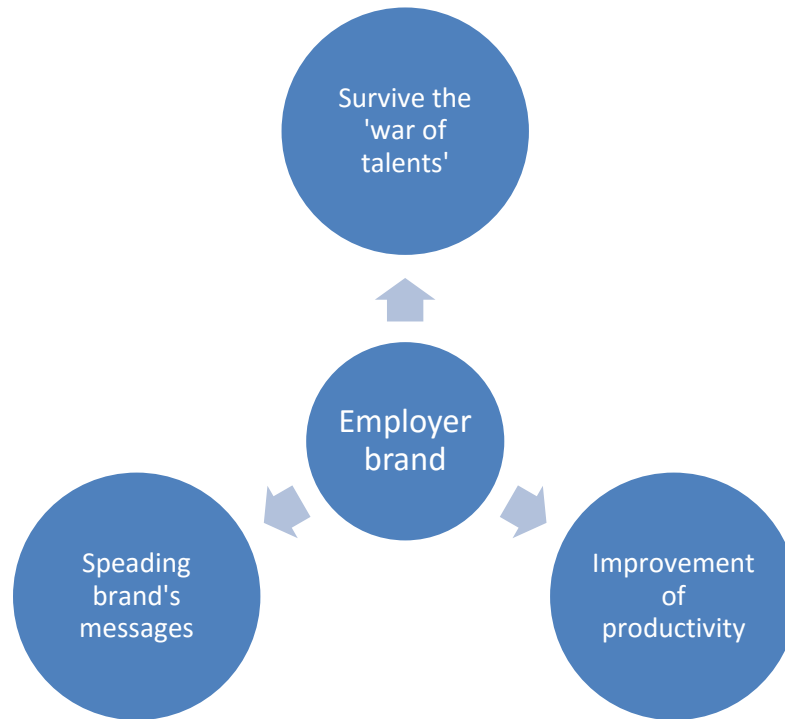 Survive the
'war of
talents'
Employer
brand
Speading
brand's
messages
Improvement
of
productivity